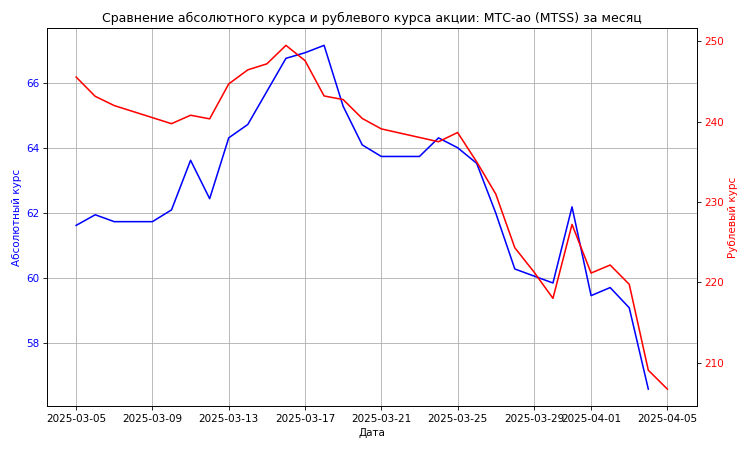 Сравнение абсолютного курса и рублевого курса акции: МТС-ао (MTSS) за месяц
Абсолютный курс
66
64
62
60
58
250
240
230
220
210
Рублевый курс
2025-03-05 2025-03-09 2025-03-13 2025-03-17 2025-03-21 2025-03-25 2025-03-29 2025-04-01 2025-04-05
Дата